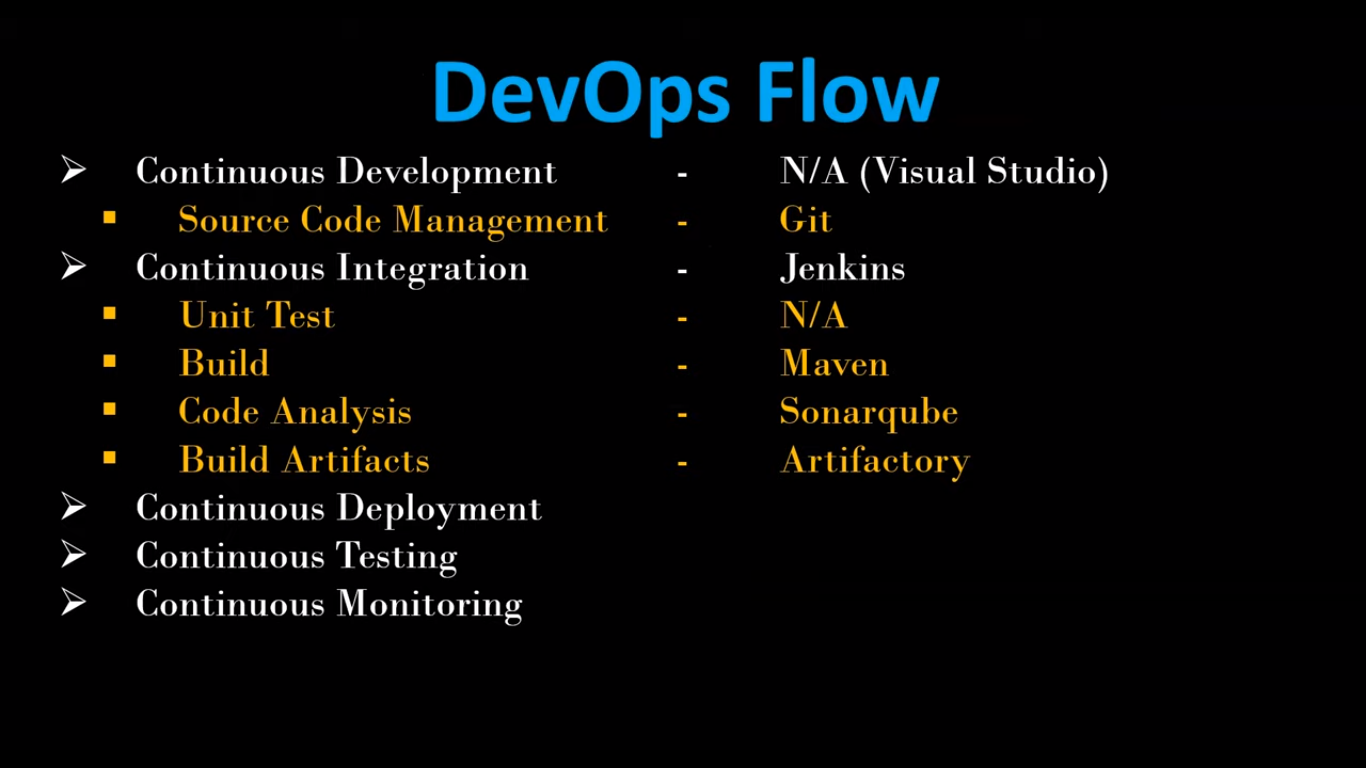 DevOps Flow
➢ Continuous Development - N/A (Visual Studio)
▪ Source Code Management - Git
➢ Continuous Integration - Jenkins
▪ Unit Test - N/A
▪ Build - Maven
▪ Code Analysis - Sonarqube
▪ Build Artifacts - Artifactory
➢ Continuous Deployment
➢ Continuous Testing
➢ Continuous Monitoring